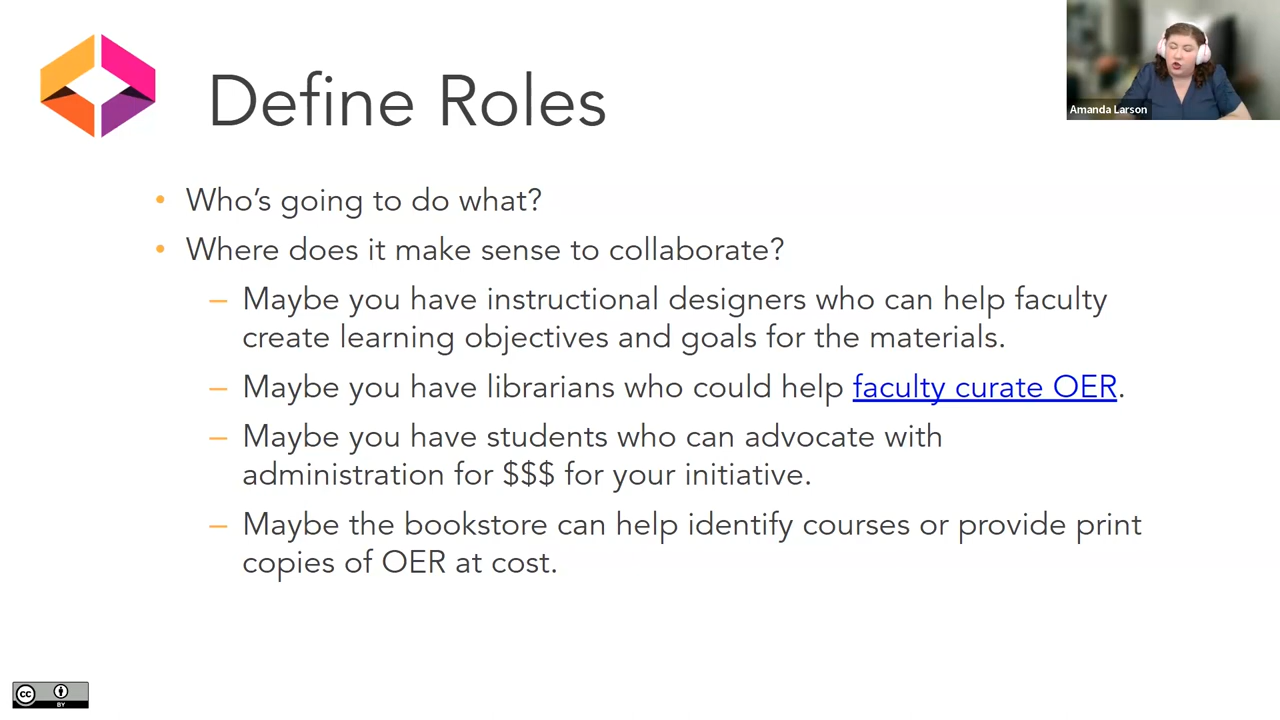 Define Roles
Amanda Larson
• Who's going to do what?
• Where does it make sense to collaborate?
– Maybe you have instructional designers who can help faculty
create learning objectives and goals for the materials.
– Maybe you have librarians who could help faculty curate OER.
– Maybe you have students who can advocate with
administration for $$$ for your initiative.
– Maybe the bookstore can help identify courses or provide print
copies of OER at cost.
cc
BY